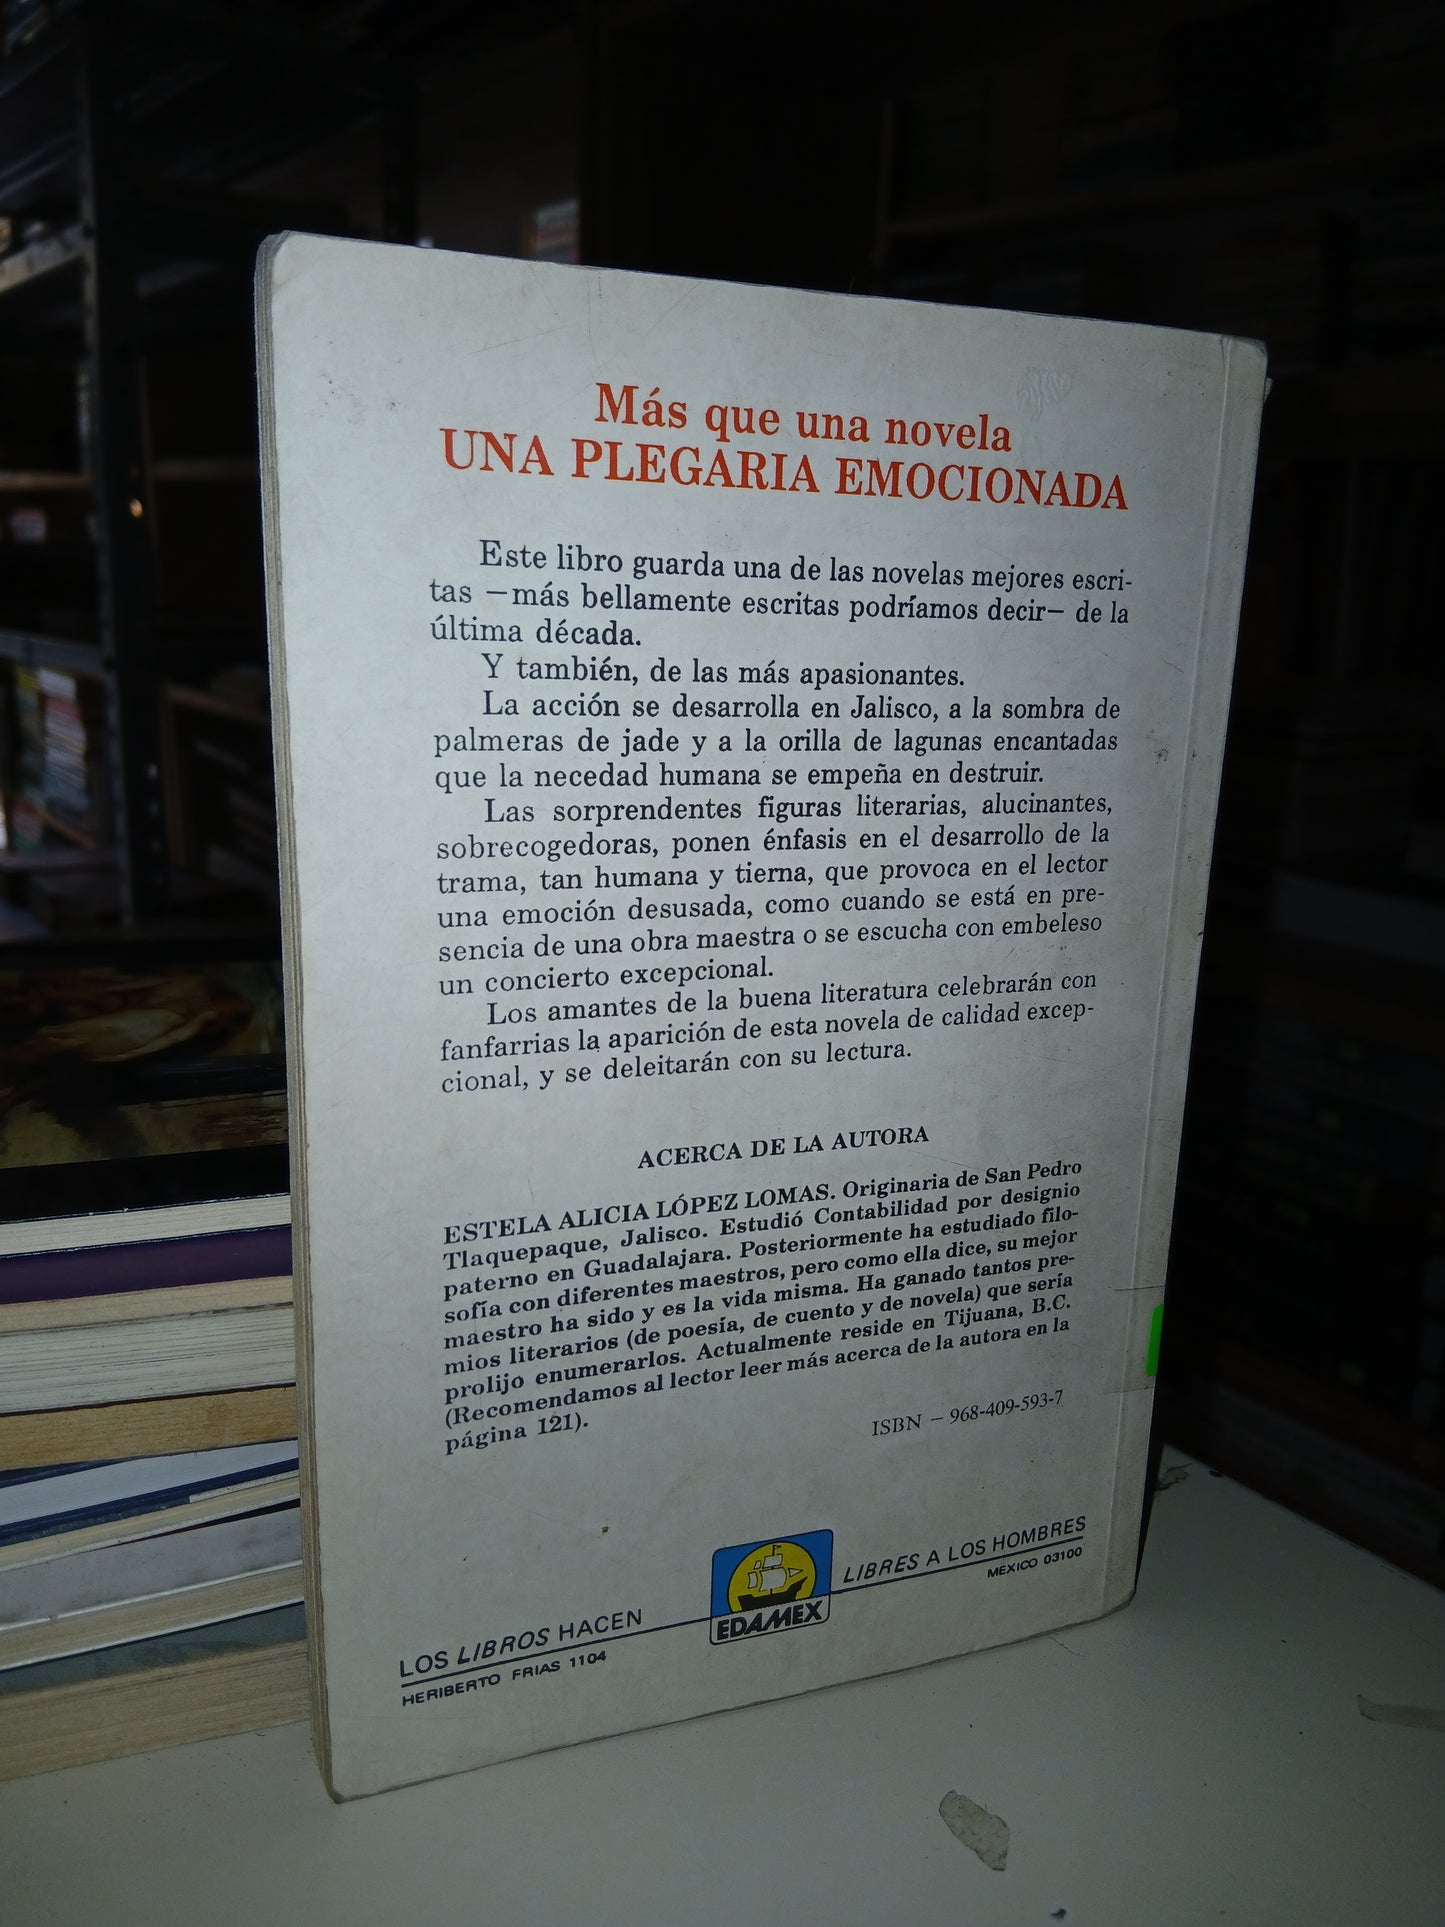 Más que una novela
UNA PLEGARIA EMOCIONADA
Este libro guarda una de las novelas mejores escri-
tas —más bellamente escritas podríamos decir— de la
última década.
Y también, de las más apasionantes.
La acción se desarrolla en Jalisco, a la sombra de
palmeras de jade y a la orilla de lagunas encantadas
que la necedad humana se empeña en destruir.
Las sorprendentes figuras literarias, alucinantes,
sobrecogedoras, ponen énfasis en el desarrollo de la
trama, tan humana y tierna, que provoca en el lector
una emoción desusada, como cuando se está en pre-
sencia de una obra maestra o se escucha con embeleso
un concierto excepcional.
Los amantes de la buena literatura celebrarán con
fanfarrias la aparición de esta novela de calidad excep-
cional, y se deleitarán con su lectura.
ACERCA DE LA AUTORA
ESTELA ALICIA LÓPEZ LOMAS. Originaria de San Pedro
Tlaquepaque, Jalisco. Estudió Contabilidad por designio
paterno en Guadalajara. Posteriormente ha estudiado filo-
sofía con diferentes maestros, pero como ella dice, su mejor
maestro ha sido y es la vida misma. Ha ganado tantos pre-
mios literarios (de poesía, de cuento y de novela) que sería
prolijo enumerarlos. Actualmente reside en Tijuana, B.C.
(Recomendamos al lector leer más acerca de la autora en la
página 121).
ISBN — 968-409-593-7
LOS LIBROS HACEN LIBRES A LOS HOMBRES
HERIBERTO FRIAS 1104 MEXICO 03100
EDAMEX